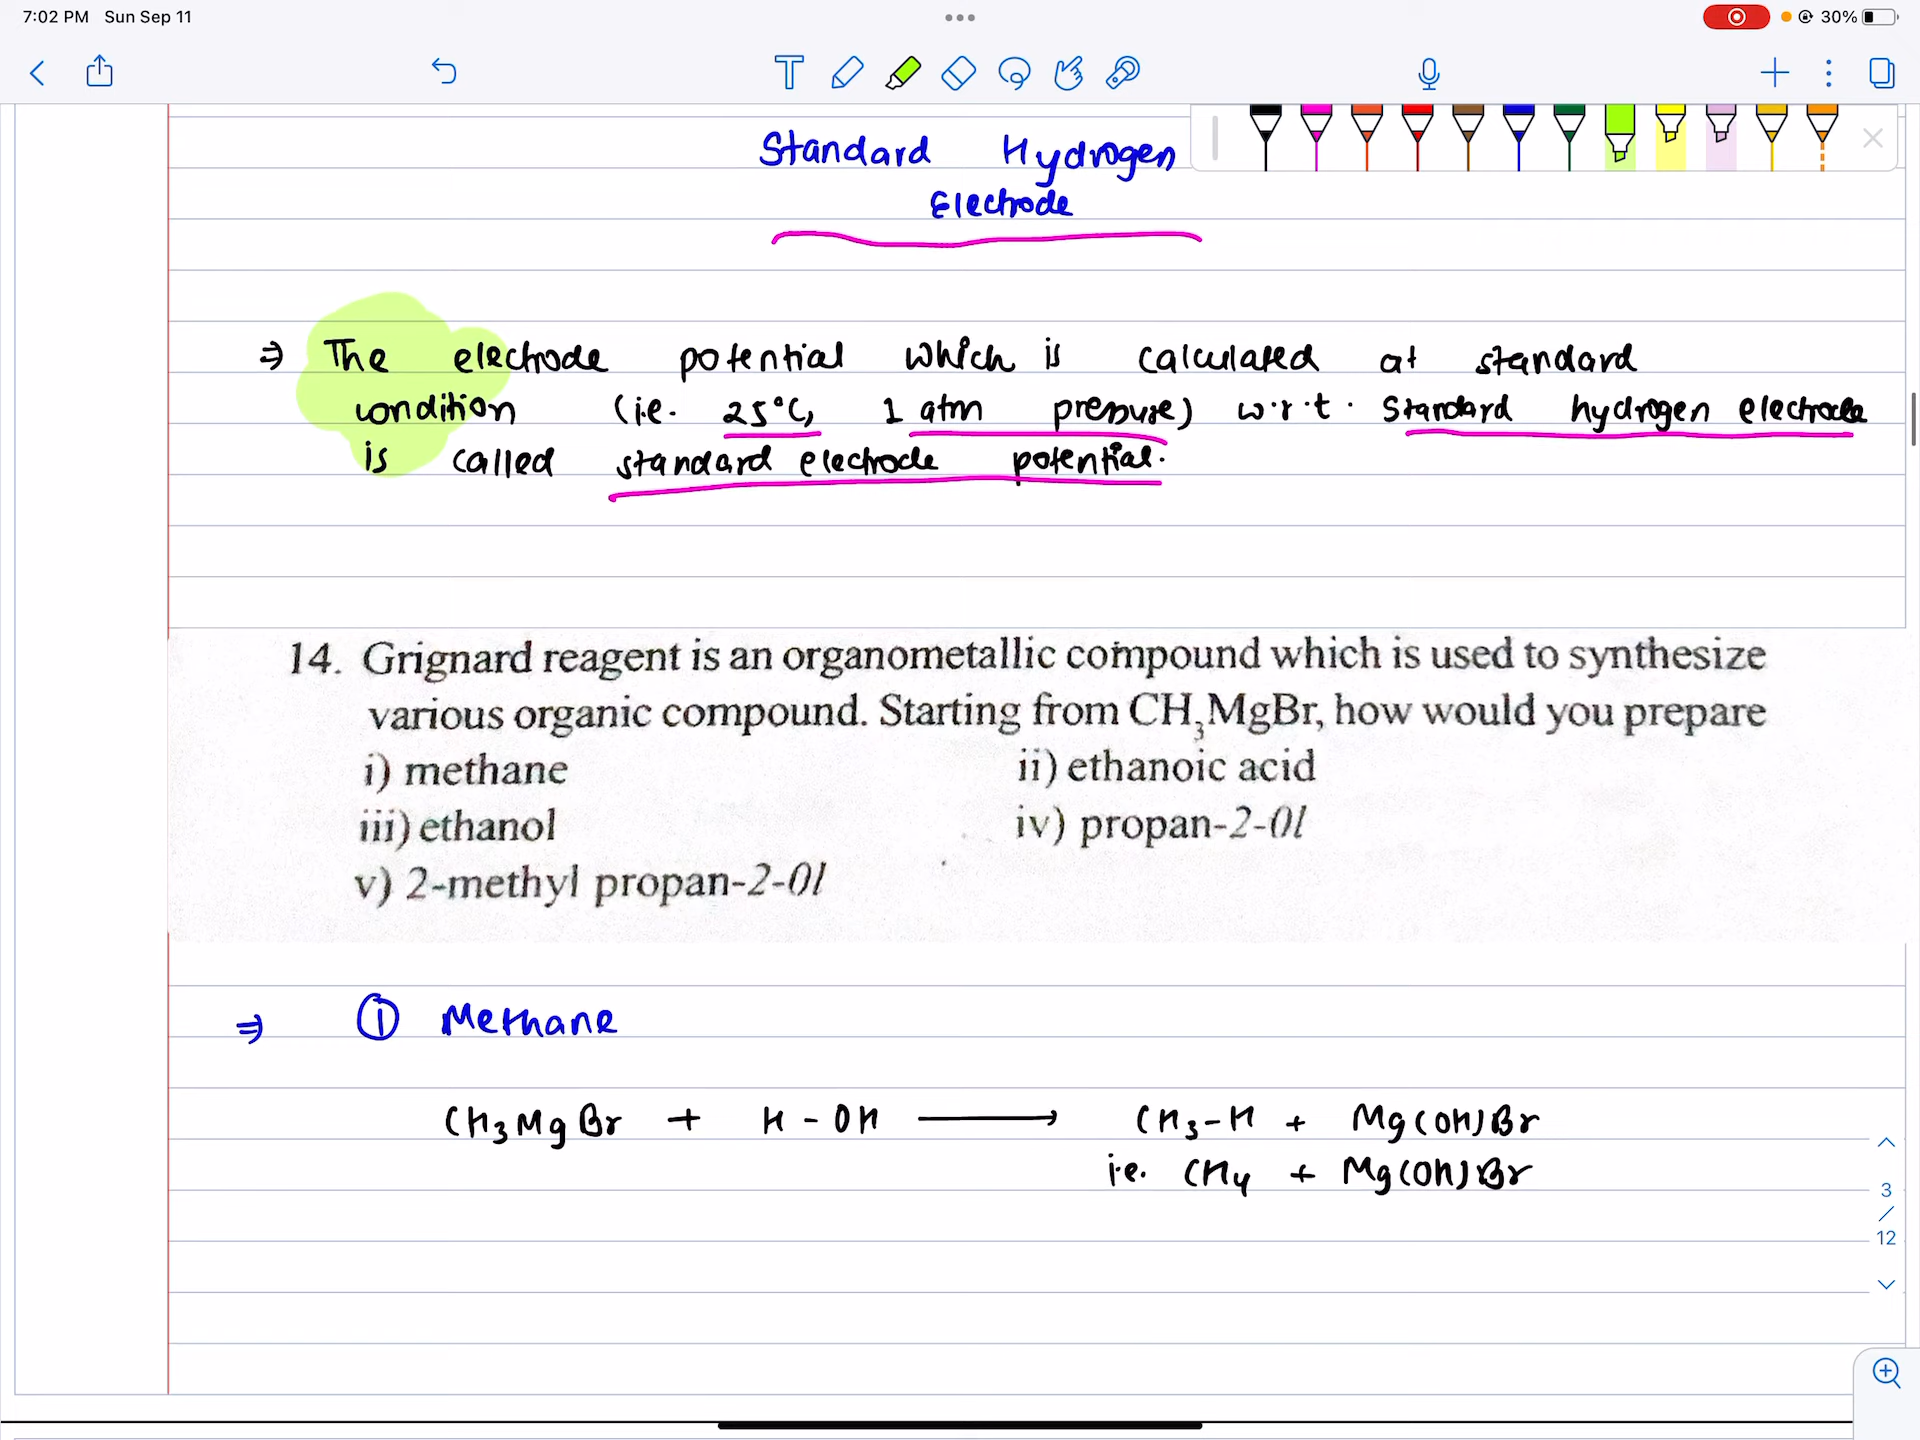 7:02 PM Sun Sep 11
30%
Standard Hydrogen
Electrode
⇒ The electrode potential which is calculated at standard
condition (i.e. 25°C, 1 atm pressure) w.r.t. standard hydrogen electrode
is called standard electrode potential.
14. Grignard reagent is an organometallic compound which is used to synthesize
various organic compound. Starting from CH₃MgBr, how would you prepare
i) methane ii) ethanoic acid
iii) ethanol iv) propan-2-0l
v) 2-methyl propan-2-0l
⇒ ① Methane
CH₃MgBr + H-OH ⟶ CH₃-H + Mg(OH)Br
i.e. CH₄ + Mg(OH)Br
3
/
12